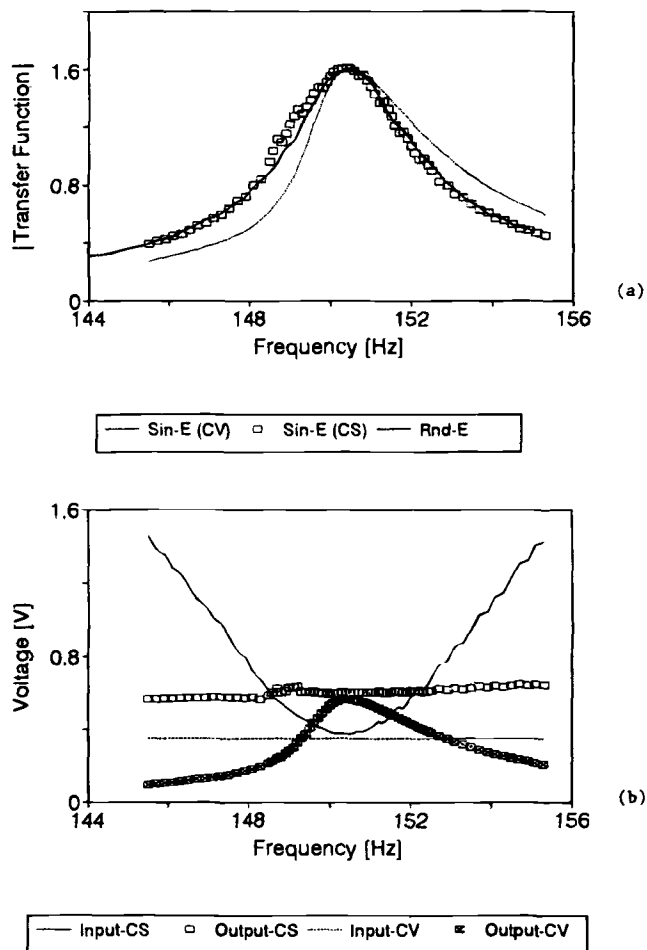 |Transfer Function|
1.6
0.8
0
144
148
152
156
Frequency [Hz]
(a)
Sin-E (CV) Sin-E (CS) Rnd-E
Voltage [V]
1.6
0.8
0
144
148
152
156
Frequency [Hz]
(b)
Input-CS Output-CS Input-CV Output-CV